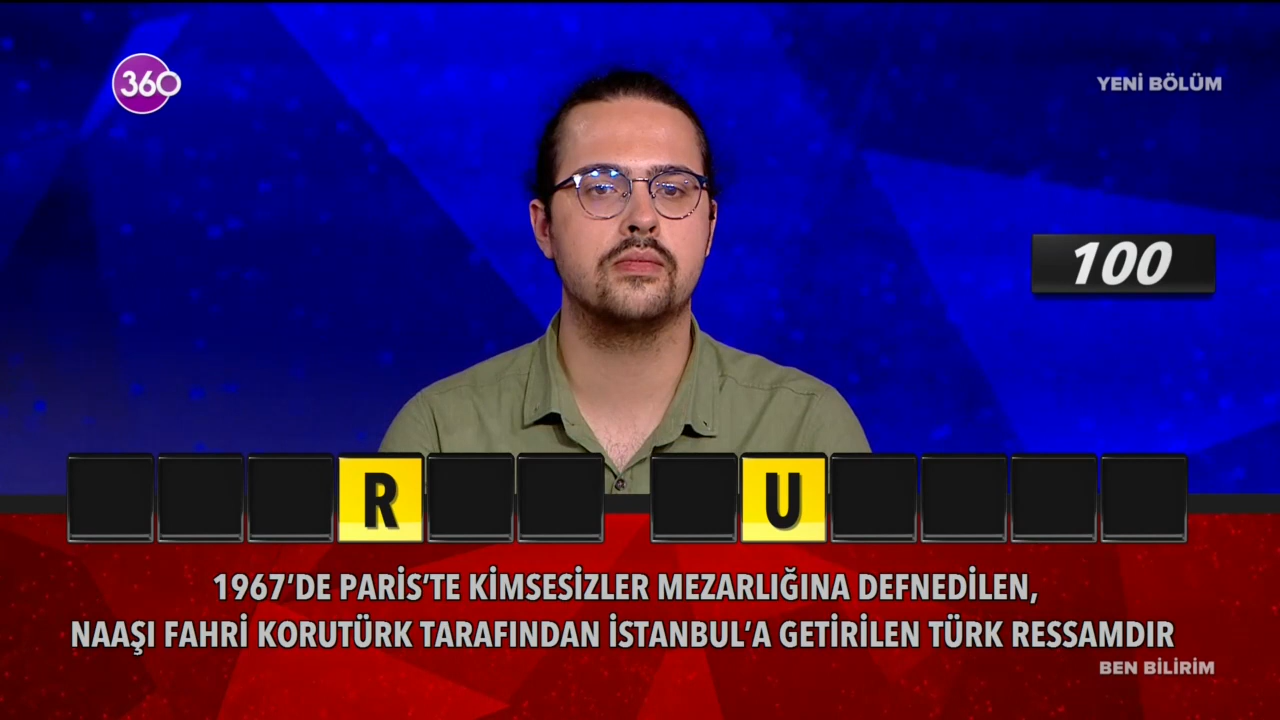 360
YENİ BÖLÜM
100
R U
1967’DE PARİS’TE KİMSESİZLER MEZARLIĞINA DEFNEDİLEN,
NAAŞI FAHRİ KORUTÜRK TARAFINDAN İSTANBUL’A GETİRİLEN TÜRK RESSAMDIR
BEN BİLİRİM